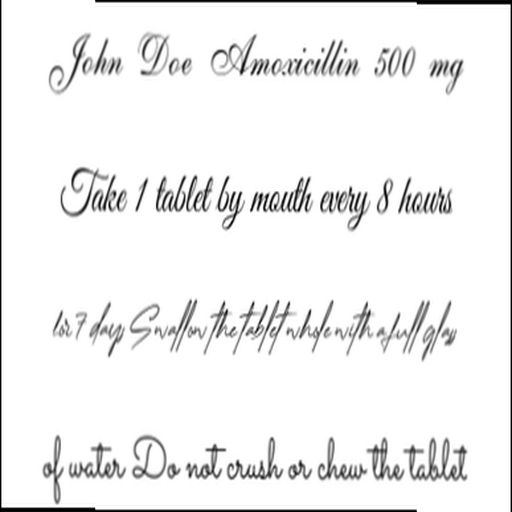 John Doe Amoxicillin 500 mg
Take 1 tablet by mouth every 8 hours
for 7 days Swallow the tablet whole with a full glass
of water Do not crush or chew the tablet